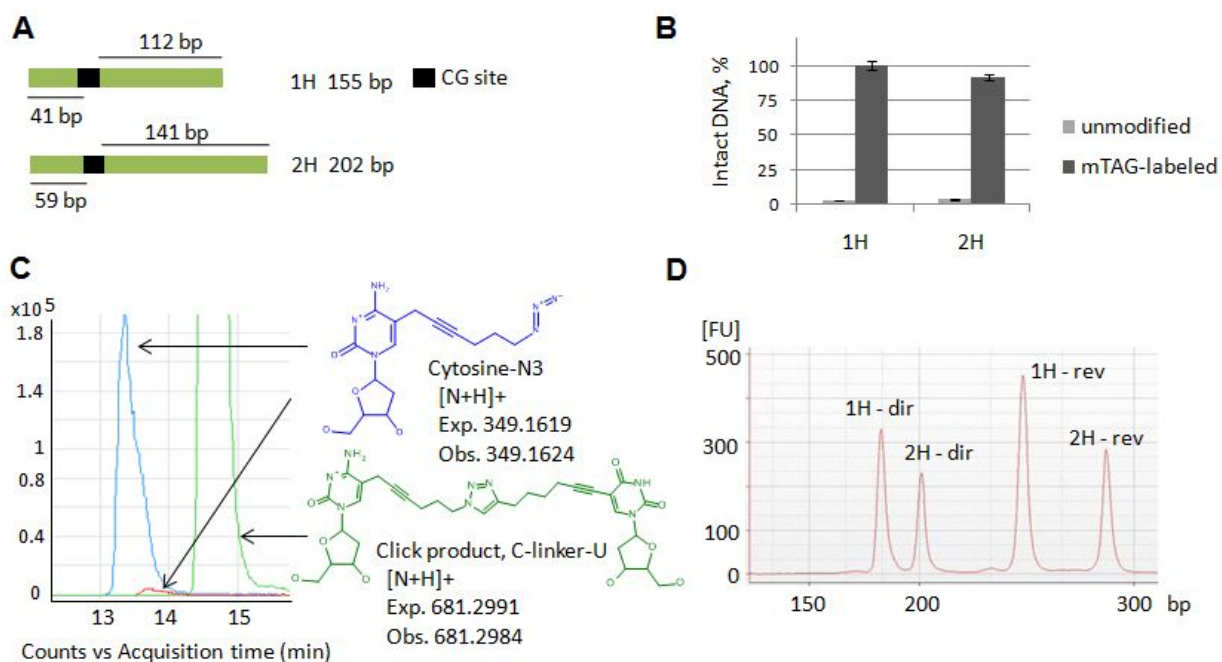 A
112 bp
1H 155 bp
CG site
41 bp
141 bp
2H 202 bp
59 bp
B
Intact DNA, %
100
75
50
25
0
1H
2H
unmodified
mTAG-labeled
C
x10⁵
1.8
1.4
1
0.8
0.4
0
13
14
15
Counts vs Acquisition time (min)
NH₂
N⁺
O
N
O
O
O
N
N⁺
N⁻
Cytosine-N3
[N+H]+
Exp. 349.1619
Obs. 349.1624
NH₂
N⁺
O
N
O
O
O
N=N
N
O
NH
N
O
O
O
O
Click product, C-linker-U
[N+H]+
Exp. 681.2991
Obs. 681.2984
D
[FU]
500
300
100
0
1H - dir
2H - dir
1H - rev
2H - rev
150
200
300
bp